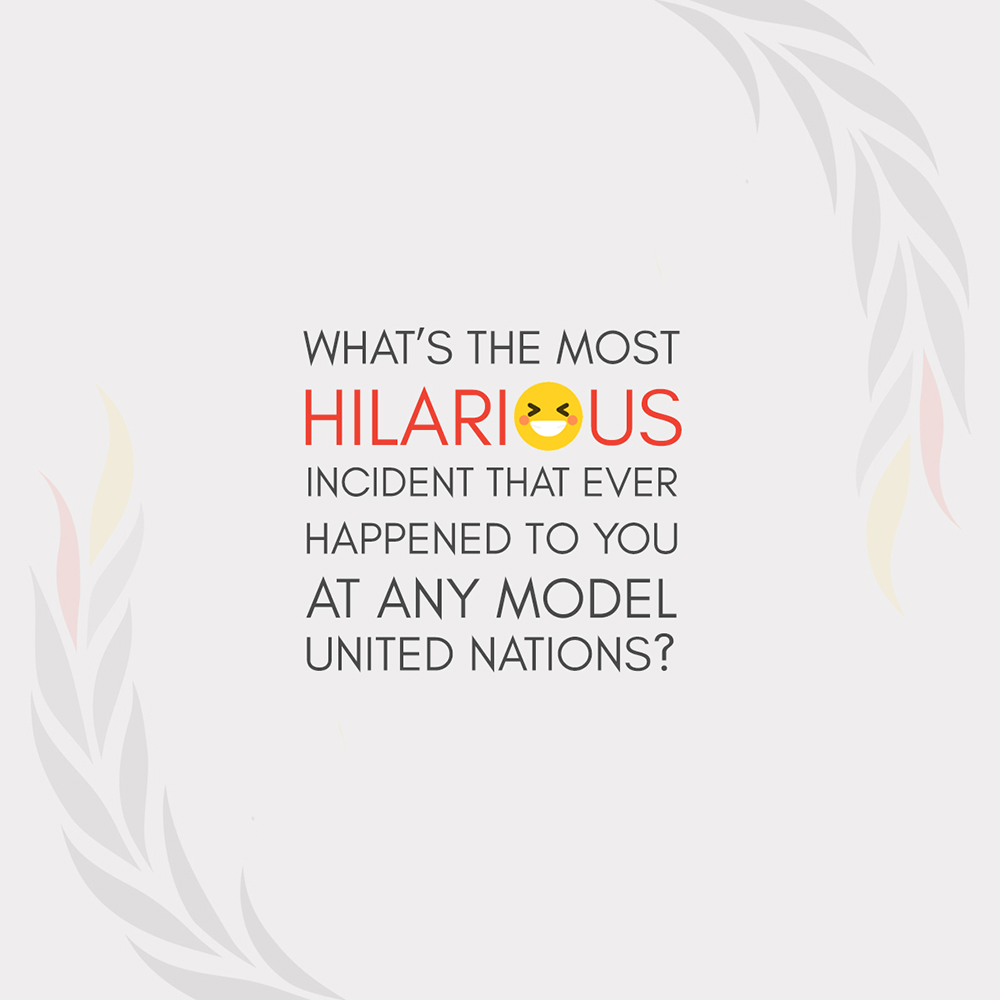 WHAT'S THE MOST
HILARIOUS
INCIDENT THAT EVER
HAPPENED TO YOU
AT ANY MODEL
UNITED NATIONS?